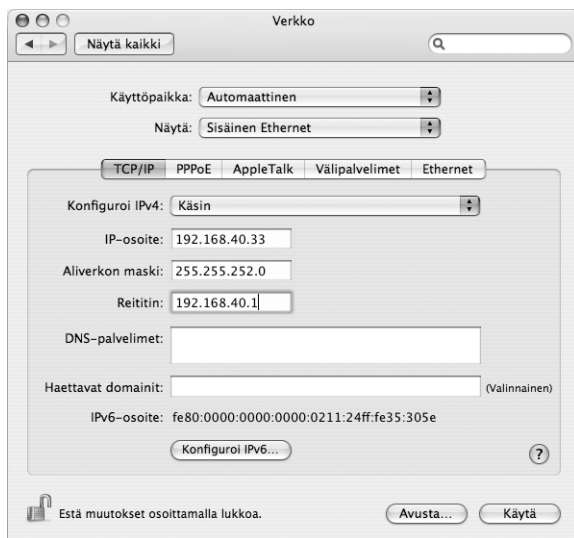 Verkko
Näytä kaikki
Käyttöpaikka: Automaattinen
Näytä: Sisäinen Ethernet
TCP/IP PPPoE AppleTalk Välipalvelimet Ethernet
Konfiguroi IPv4: Käsin
IP-osoite: 192.168.40.33
Aliverkon maski: 255.255.252.0
Reititin: 192.168.40.1
DNS-palvelimet:
Haettavat domainit: (Valinnainen)
IPv6-osoite: fe80:0000:0000:0000:0211:24ff:fe35:305e
Konfiguroi IPv6... ?
Estä muutokset osoittamalla lukkoa. Avusta... Käytä